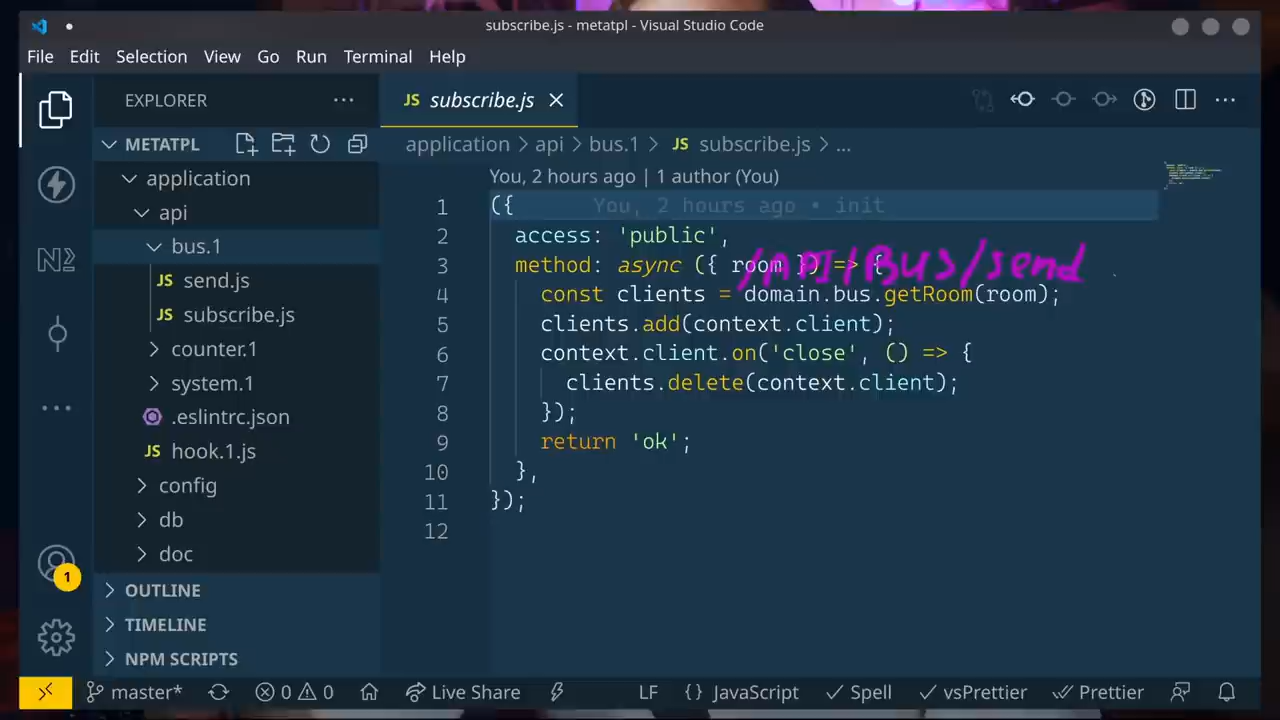 subscribe.js - metatpl - Visual Studio Code
File Edit Selection View Go Run Terminal Help
EXPLORER ...
JS subscribe.js
METATPL
application > api > bus.1 > JS subscribe.js > ...
application
api
bus.1
JS send.js
JS subscribe.js
counter.1
system.1
.eslintrc.json
JS hook.1.js
config
db
doc
OUTLINE
TIMELINE
NPM SCRIPTS
1
You, 2 hours ago | 1 author (You)
1 ({ You, 2 hours ago • init
2 access: 'public',
3 method: async ({ room }) => {
/API/BUS/send
4 const clients = domain.bus.getRoom(room);
5 clients.add(context.client);
6 context.client.on('close', () => {
7 clients.delete(context.client);
8 });
9 return 'ok';
10 },
11 });
12
master* 0 0 Live Share LF {} JavaScript Spell vsPrettier Prettier